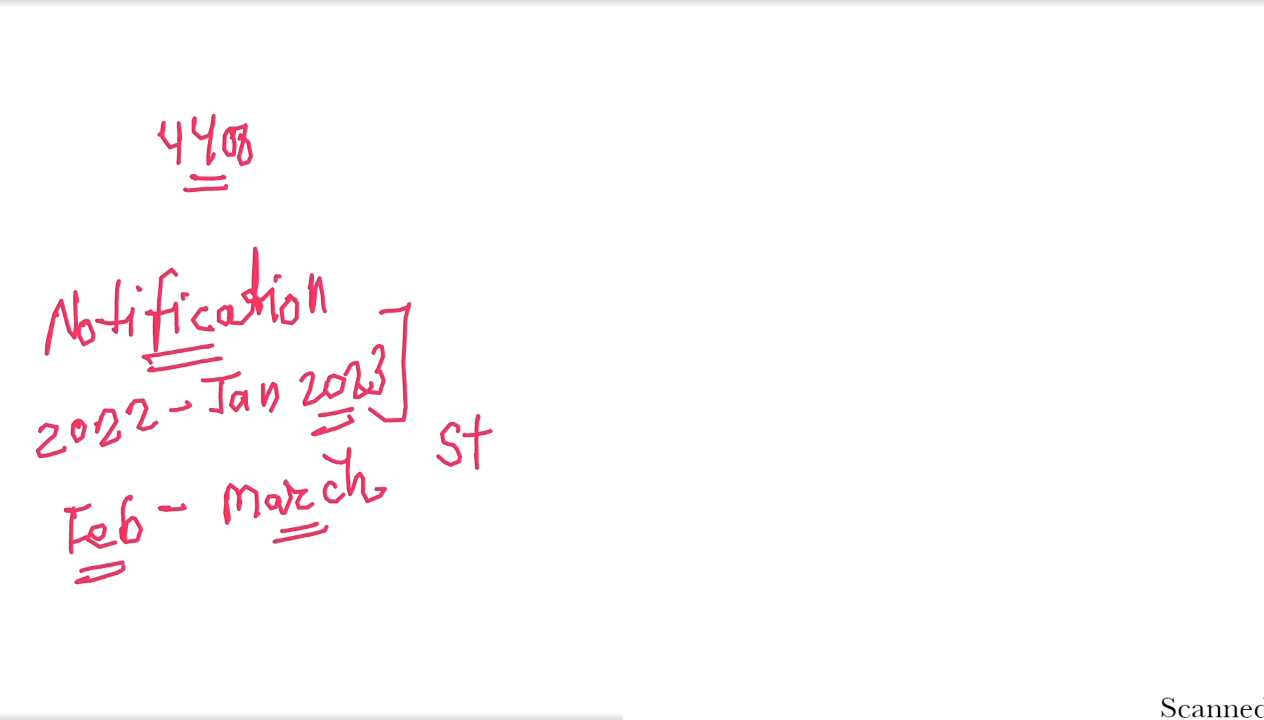 4408
Notification
2022 - Jan 2023]
st
Feb - March
Scanned